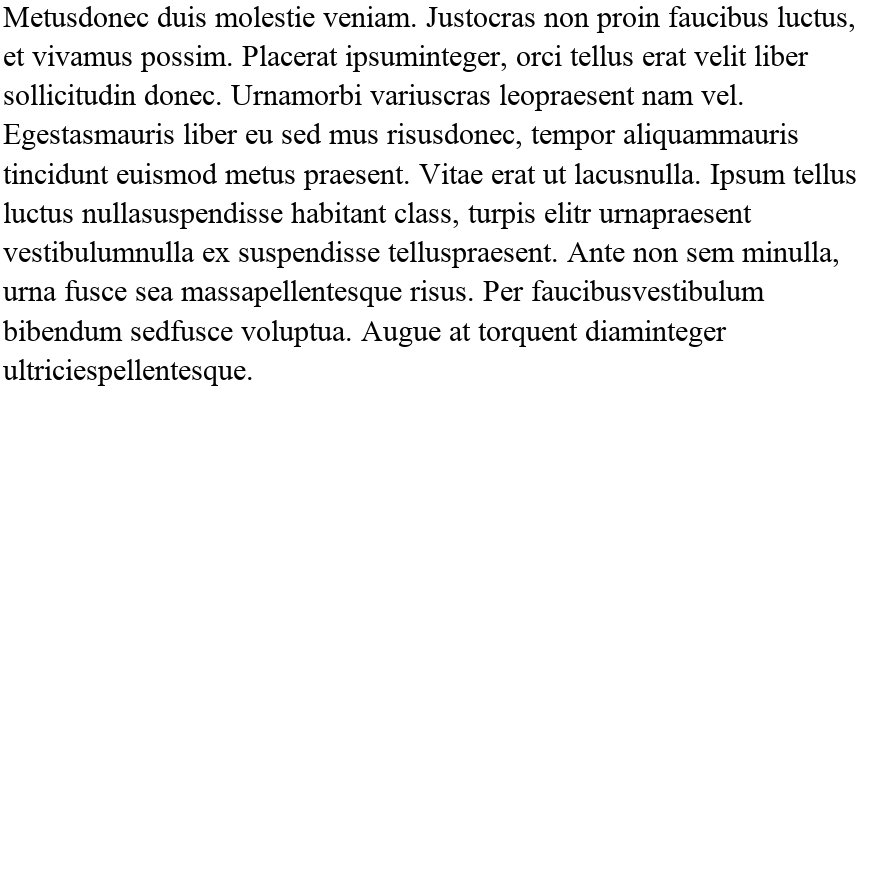 Metusdonec duis molestie veniam. Justocras non proin faucibus luctus,
et vivamus possim. Placerat ipsuminteger, orci tellus erat velit liber
sollicitudin donec. Urnamorbi variuscras leopraesent nam vel.
Egestasmauris liber eu sed mus risusdonec, tempor aliquammauris
tincidunt euismod metus praesent. Vitae erat ut lacusnulla. Ipsum tellus
luctus nullasuspendisse habitant class, turpis elitr urnapraesent
vestibulumnulla ex suspendisse telluspraesent. Ante non sem minulla,
urna fusce sea massapellentesque risus. Per faucibusvestibulum
bibendum sedfusce voluptua. Augue at torquent diaminteger
ultriciespellentesque.